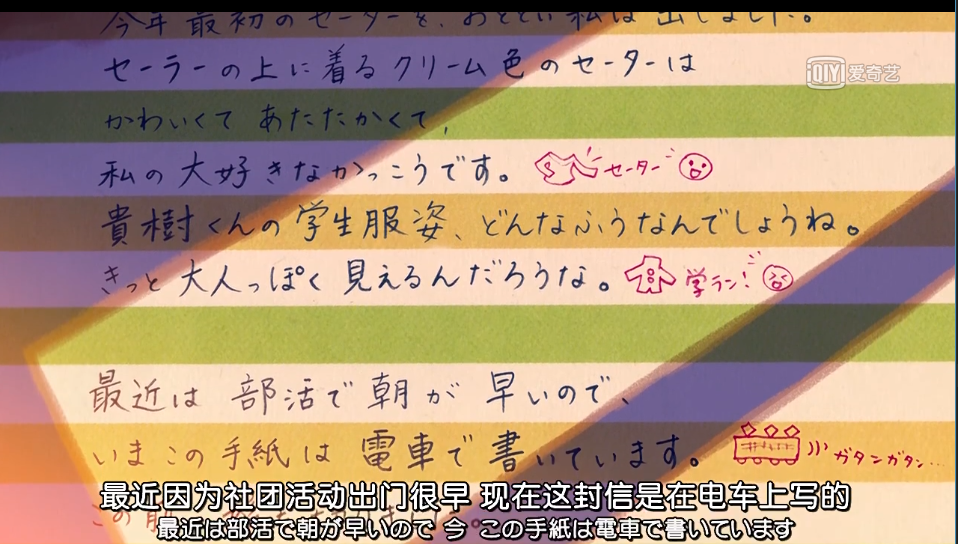 今年最初のセーターを、おととい私は出しました。
セーラーの上に着るクリーム色のセーターは
iQIYI 爱奇艺
かわいくて あたたかくて、
私の大好きなかっこうです。 セーター
貴樹くんの学生服姿、どんなふうなんでしょうね。
きっと大人っぽく見えるんだろうな。 学ラン!
最近は 部活で朝が 早いので、
いまこの手紙は電車で書いています。 ガタンガタン…
最近因为社团活动出门很早 现在这封信是在电车上写的
最近は部活で朝が早いので 今 この手紙は電車で書いています